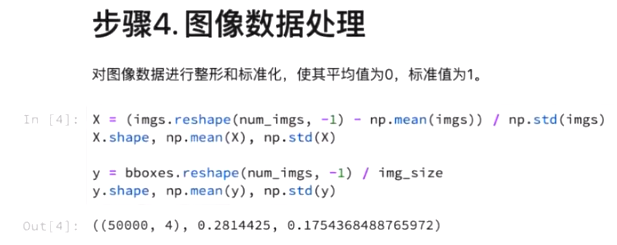 步骤4.图像数据处理
对图像数据进行整形和标准化，使其平均值为0，标准值为1。
In [4]: X = (imgs.reshape(num_imgs, -1) - np.mean(imgs)) / np.std(imgs)
X.shape, np.mean(X), np.std(X)
y = bboxes.reshape(num_imgs, -1) / img_size
y.shape, np.mean(y), np.std(y)
Out[4]: ((50000, 4), 0.2814425, 0.1754368488765972)